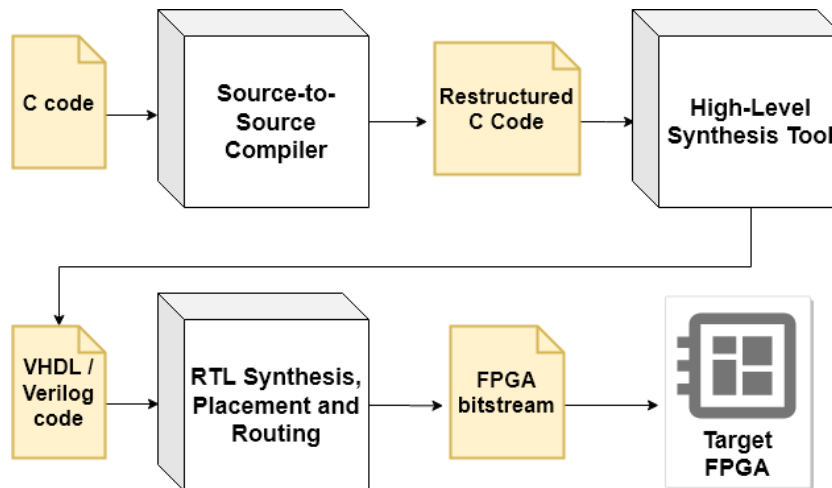 C code
Source-to-
Source
Compiler
Restructured
C Code
High-Level
Synthesis Tool
VHDL /
Verilog
code
RTL Synthesis,
Placement and
Routing
FPGA
bitstream
Target
FPGA